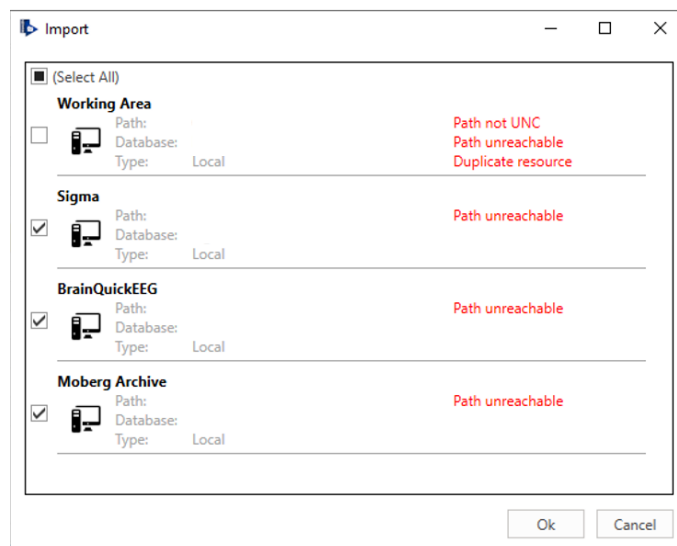 Import
(Select All)
Working Area
Path: Path not UNC
Database: Path unreachable
Type: Local Duplicate resource
Sigma
Path: Path unreachable
Database:
Type: Local
BrainQuickEEG
Path: Path unreachable
Database:
Type: Local
Moberg Archive
Path: Path unreachable
Database:
Type: Local
Ok Cancel